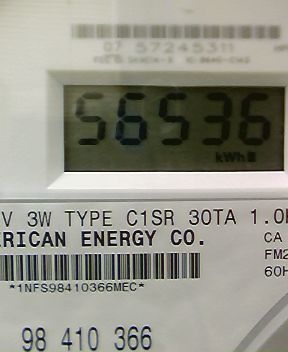 07 57245311
56536
kWh
V 3W TYPE C1SR 30TA 1.0
ERICAN ENERGY CO.
CA
FM2
60H
*1NFS98410366MEC*
98 410 366